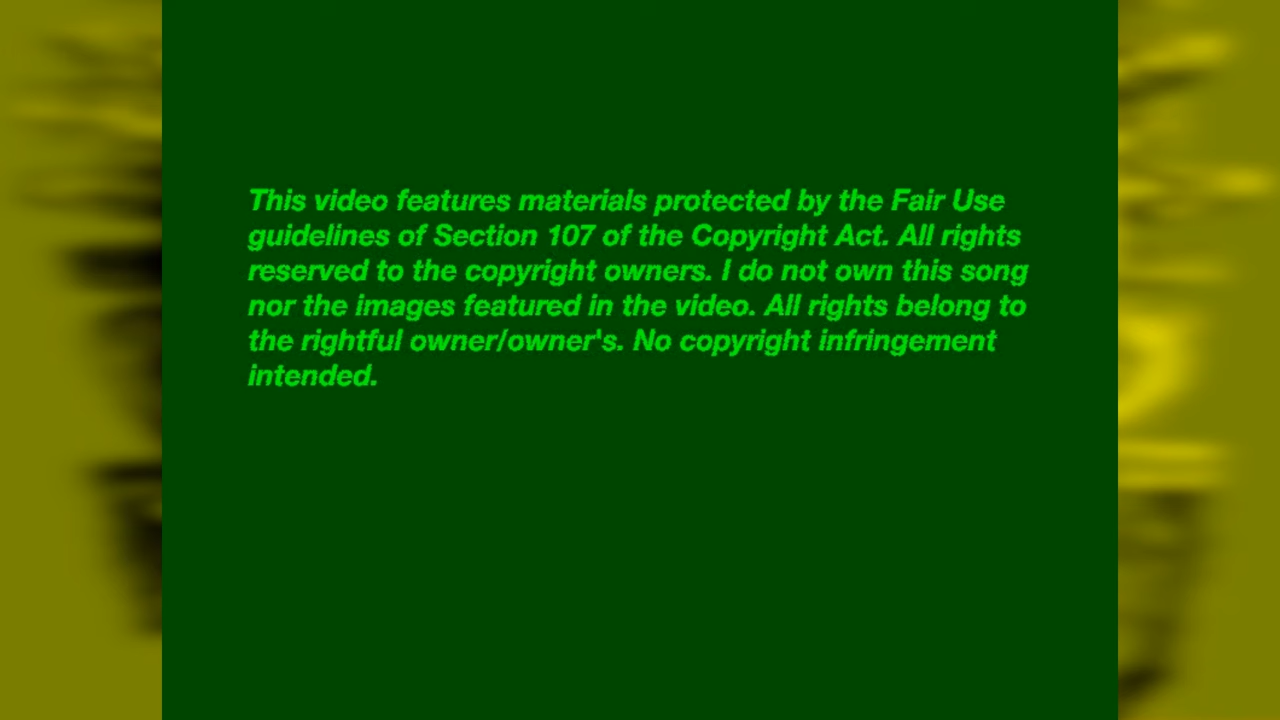 This video features materials protected by the Fair Use
guidelines of Section 107 of the Copyright Act. All rights
reserved to the copyright owners. I do not own this song
nor the images featured in the video. All rights belong to
the rightful owner/owner's. No copyright infringement
intended.